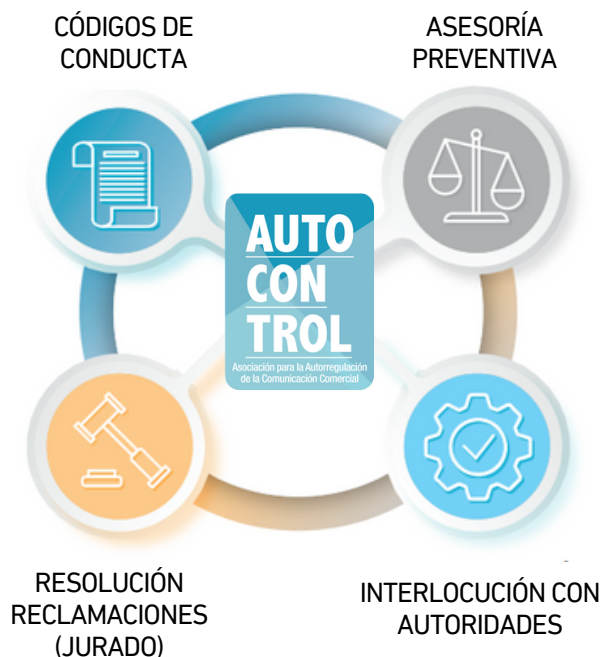 CÓDIGOS DE
CONDUCTA
ASESORÍA
PREVENTIVA
AUTO
CON
TROL
Asociación para la Autorregulación
de la Comunicación Comercial
RESOLUCIÓN
RECLAMACIONES
(JURADO)
INTERLOCUCIÓN CON
AUTORIDADES